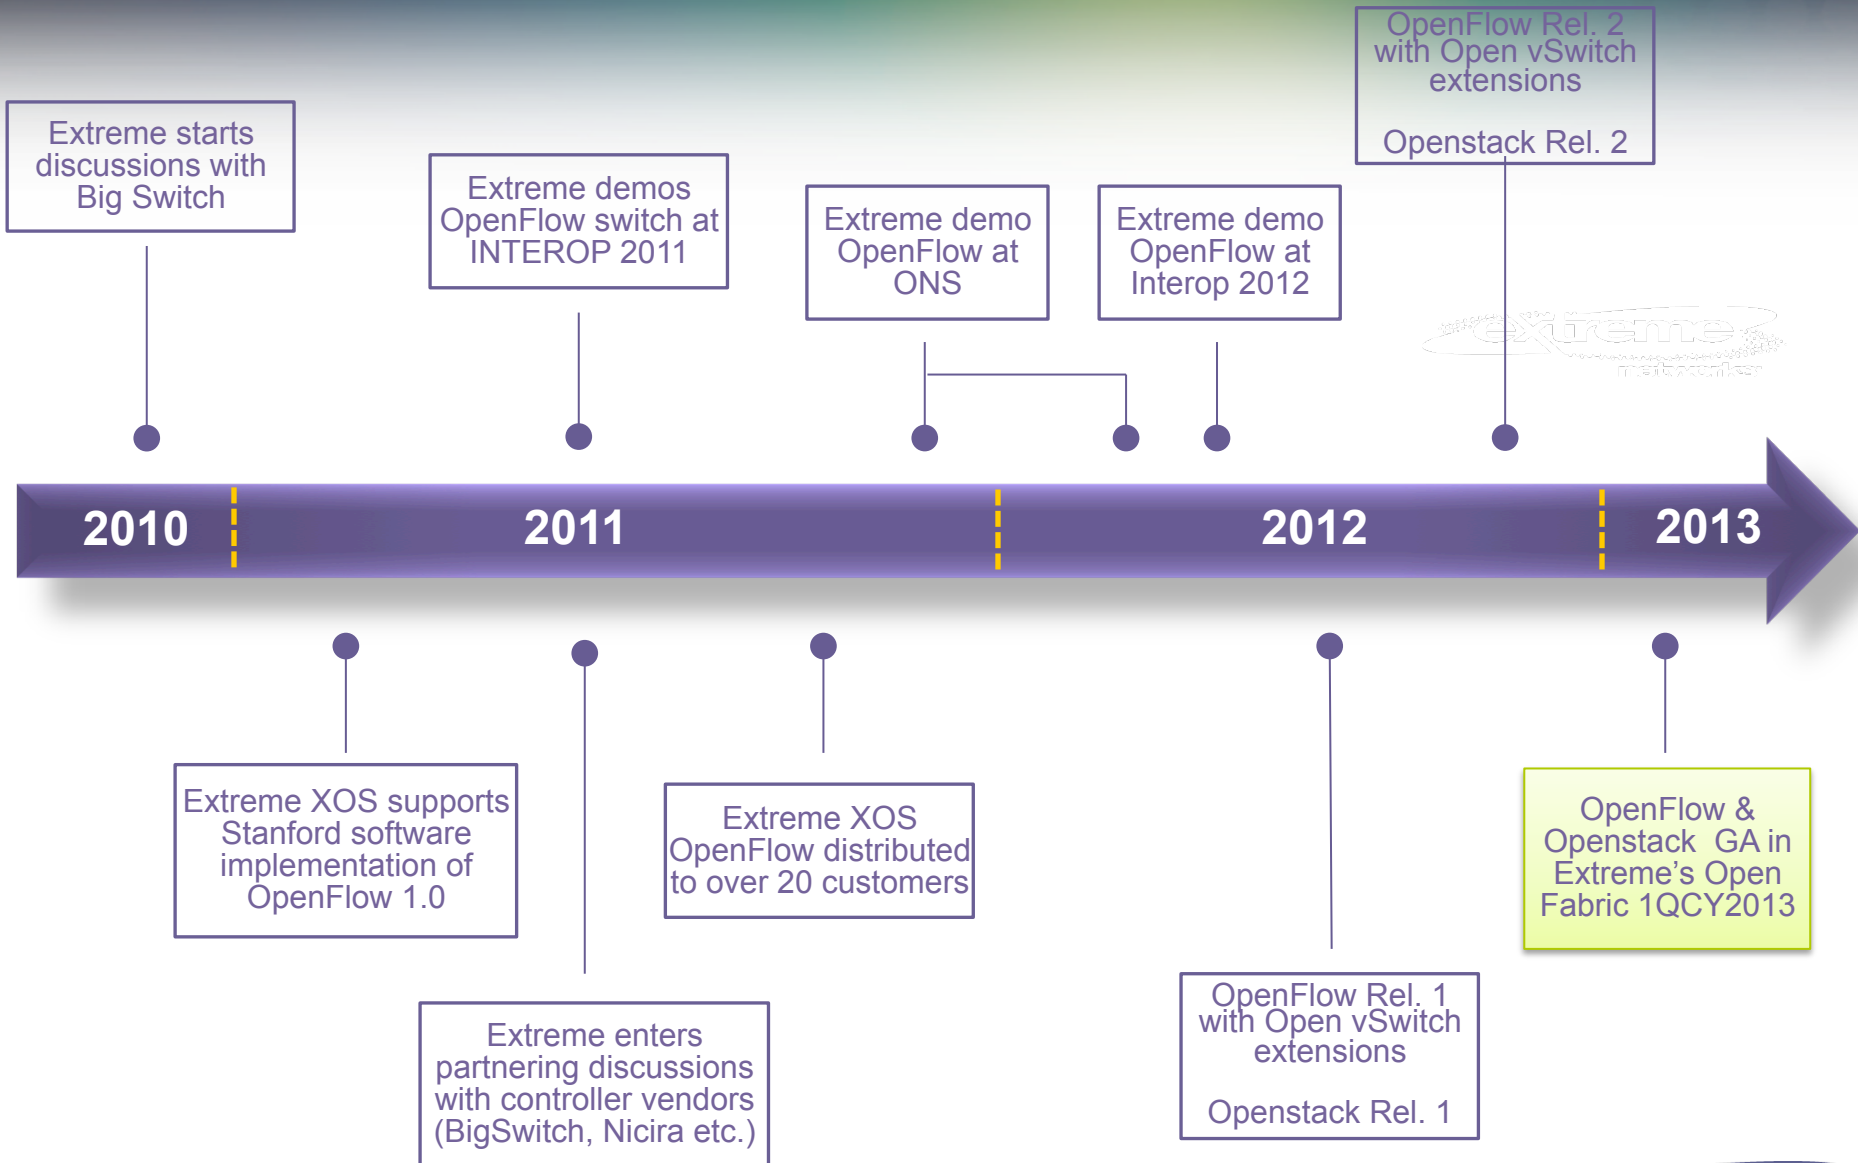 OpenFlow Rel. 2
with Open vSwitch
extensions
Openstack Rel. 2
Extreme starts
discussions with
Big Switch
Extreme demos
OpenFlow switch at
INTEROP 2011
Extreme demo
OpenFlow at
ONS
Extreme demo
OpenFlow at
Interop 2012
extreme
networks
2010
2011
2012
2013
Extreme XOS supports
Stanford software
implementation of
OpenFlow 1.0
Extreme enters
partnering discussions
with controller vendors
(BigSwitch, Nicira etc.)
Extreme XOS
OpenFlow distributed
to over 20 customers
OpenFlow Rel. 1
with Open vSwitch
extensions
Openstack Rel. 1
OpenFlow &
Openstack GA in
Extreme’s Open
Fabric 1QCY2013